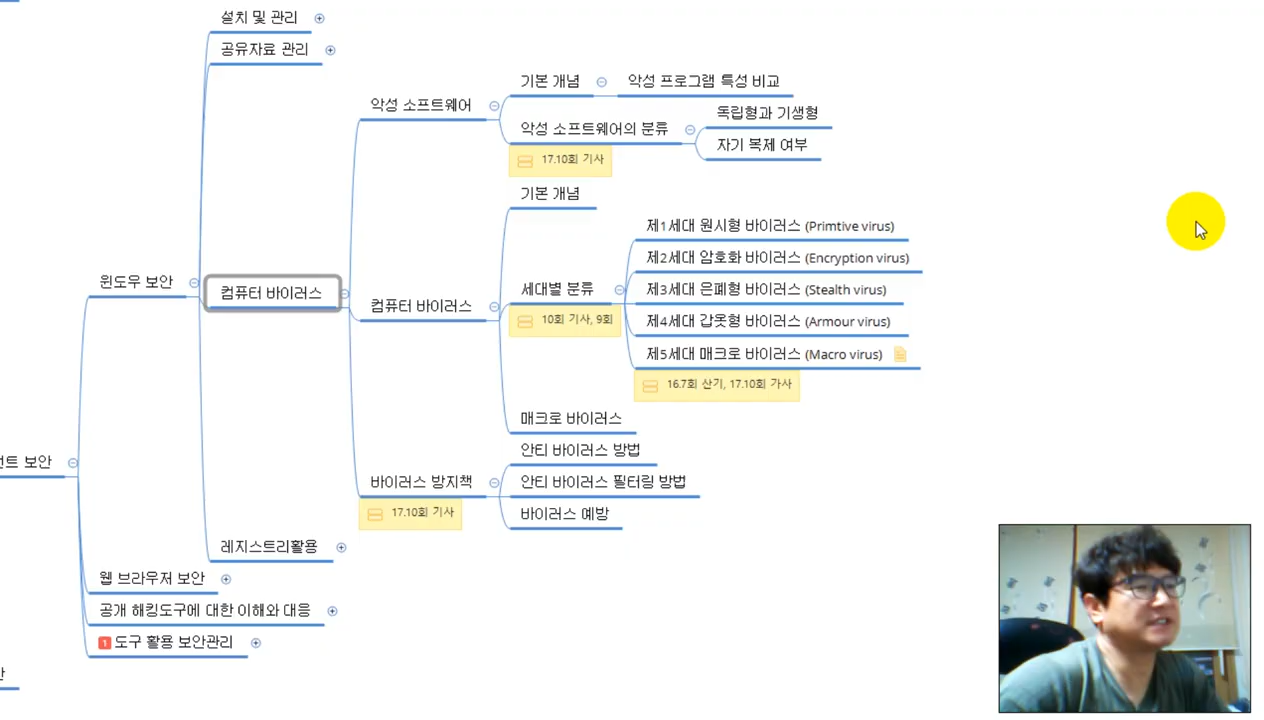 설치 및 관리
공유자료 관리
기본 개념
악성 프로그램 특성 비교
악성 소프트웨어
독립형과 기생형
악성 소프트웨어의 분류
자기 복제 여부
17.10회 기사
기본 개념
제1세대 원시형 바이러스 (Primtive virus)
제2세대 암호화 바이러스 (Encryption virus)
윈도우 보안
컴퓨터 바이러스
세대별 분류
제3세대 은폐형 바이러스 (Stealth virus)
컴퓨터 바이러스
10회 기사, 9회
제4세대 갑옷형 바이러스 (Armour virus)
제5세대 매크로 바이러스 (Macro virus)
16.7회 산기, 17.10회 가사
매크로 바이러스
안티 바이러스 방법
트 보안
바이러스 방지책
안티 바이러스 필터링 방법
17.10회 기사
바이러스 예방
레지스트리활용
웹 브라우저 보안
공개 해킹도구에 대한 이해와 대응
1 도구 활용 보안관리